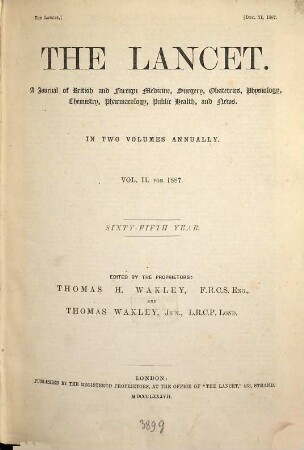 THE LANCET,] [DEC. 31, 1887.
THE LANCET.
A Journal of British and Foreign Medicine, Surgery, Obstetrics, Physiology,
Chemistry, Pharmacology, Public Health, and News.
IN TWO VOLUMES ANNUALLY.
VOL. II. FOR 1887.
SIXTY-FIFTH YEAR.
EDITED BY THE PROPRIETORS:
THOMAS H. WAKLEY, F.R.C.S. ENG.,
AND
THOMAS WAKLEY, JUN., L.R.C.P. LOND.
LONDON:
PUBLISHED BY THE REGISTERED PROPRIETORS, AT THE OFFICE OF "THE LANCET," 423, STRAND.
MDCCCLXXXVII.
3899